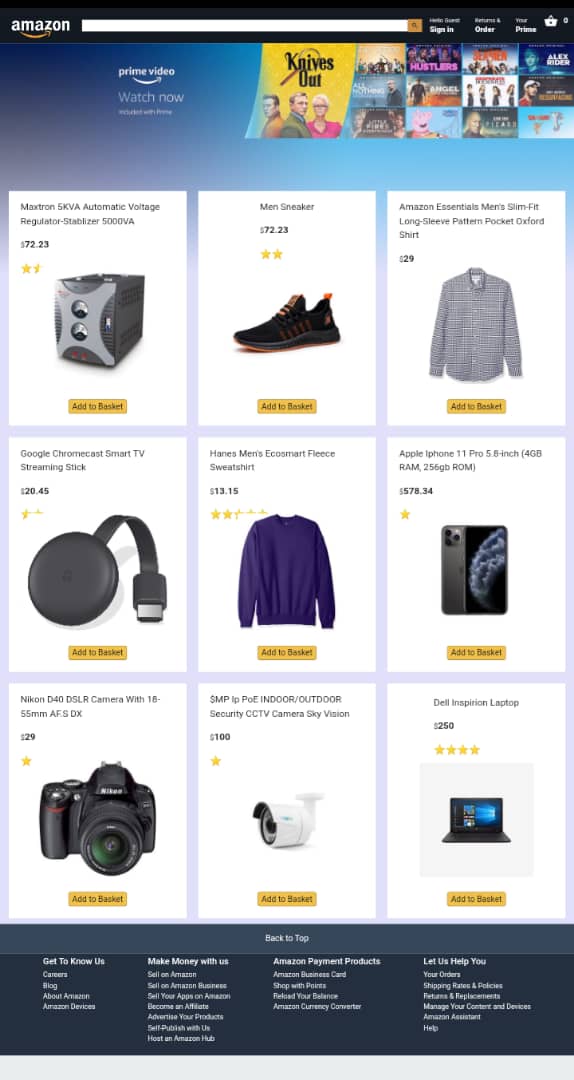 amazon
Hello Guest
Sign in
Returns &
Order
Your
Prime
0
prime video
Watch now
Included with Prime
Knives
Out
HUSTLERS
ALEX
RIDER
ALL
NOTHING
ANGEL
LITTLE
FIRES
EVERYWHERE
PICARD
Maxtron 5KVA Automatic Voltage
Regulator-Stablizer 5000VA
$72.23
Add to Basket
Men Sneaker
$72.23
Add to Basket
Amazon Essentials Men's Slim-Fit
Long-Sleeve Pattern Pocket Oxford
Shirt
$29
Add to Basket
Google Chromecast Smart TV
Streaming Stick
$20.45
Add to Basket
Hanes Men's Ecosmart Fleece
Sweatshirt
$13.15
Add to Basket
Apple Iphone 11 Pro 5.8-inch (4GB
RAM, 256gb ROM)
$578.34
Add to Basket
Nikon D40 DSLR Camera With 18-
55mm AF.S DX
$29
Nikon
Add to Basket
$MP Ip PoE INDOOR/OUTDOOR
Security CCTV Camera Sky Vision
$100
Add to Basket
Dell Inspirion Laptop
$250
Add to Basket
Back to Top
Get To Know Us
Careers
Blog
About Amazon
Amazon Devices
Make Money with us
Sell on Amazon
Sell on Amazon Business
Sell Your Apps on Amazon
Become an Affiliate
Advertise Your Products
Self-Publish with Us
Host an Amazon Hub
Amazon Payment Products
Amazon Business Card
Shop with Points
Reload Your Balance
Amazon Currency Converter
Let Us Help You
Your Orders
Shipping Rates & Policies
Returns & Replacements
Manage Your Content and Devices
Amazon Assistant
Help